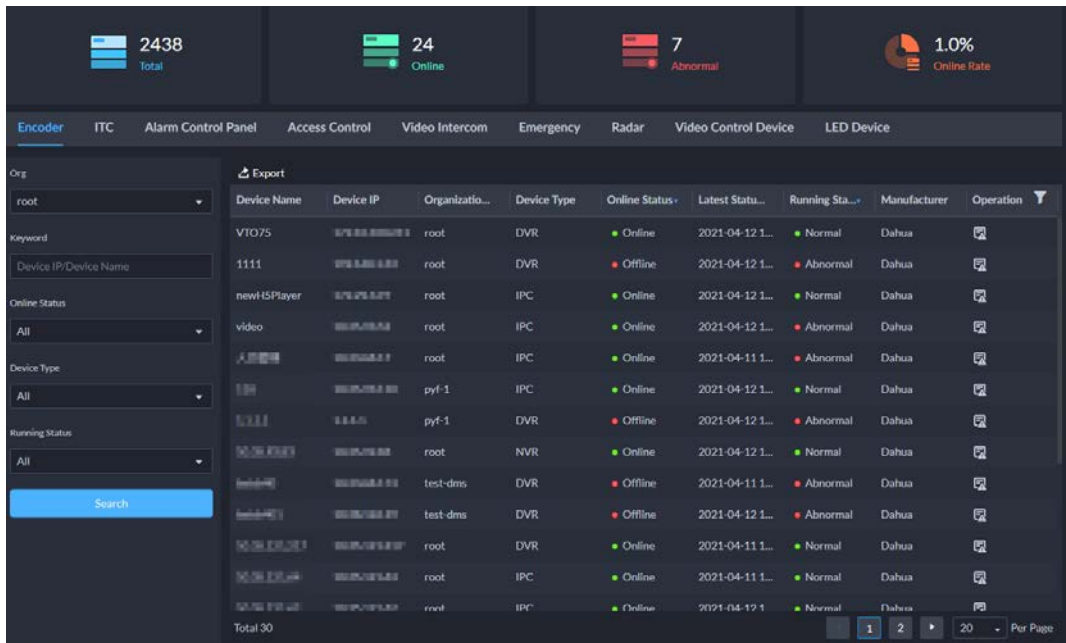 2438
Total
24
Online
7
Abnormal
1.0%
Online Rate
Encoder ITC Alarm Control Panel Access Control Video Intercom Emergency Radar Video Control Device LED Device
Org
root
Keyword
Device IP/Device Name
Online Status
All
Device Type
All
Running Status
All
Search
Export
Device Name Device IP Organizatio... Device Type Online Status Latest Statu... Running Sta... Manufacturer Operation
VTO75 root DVR Online 2021-04-12 1... Normal Dahua
1111 root DVR Offline 2021-04-12 1... Abnormal Dahua
newH5Player root IPC Online 2021-04-12 1... Normal Dahua
video root IPC Online 2021-04-12 1... Abnormal Dahua
root IPC Online 2021-04-11 1... Abnormal Dahua
pyf-1 IPC Online 2021-04-12 1... Normal Dahua
pyf-1 DVR Offline 2021-04-12 1... Abnormal Dahua
root NVR Online 2021-04-12 1... Normal Dahua
test-dms DVR Offline 2021-04-11 1... Abnormal Dahua
test-dms DVR Offline 2021-04-12 1... Abnormal Dahua
root DVR Online 2021-04-11 1... Normal Dahua
root IPC Online 2021-04-11 1... Normal Dahua
root IPC Online 2021-04-12 1 Normal Dahua
Total 30 1 2 20 Per Page